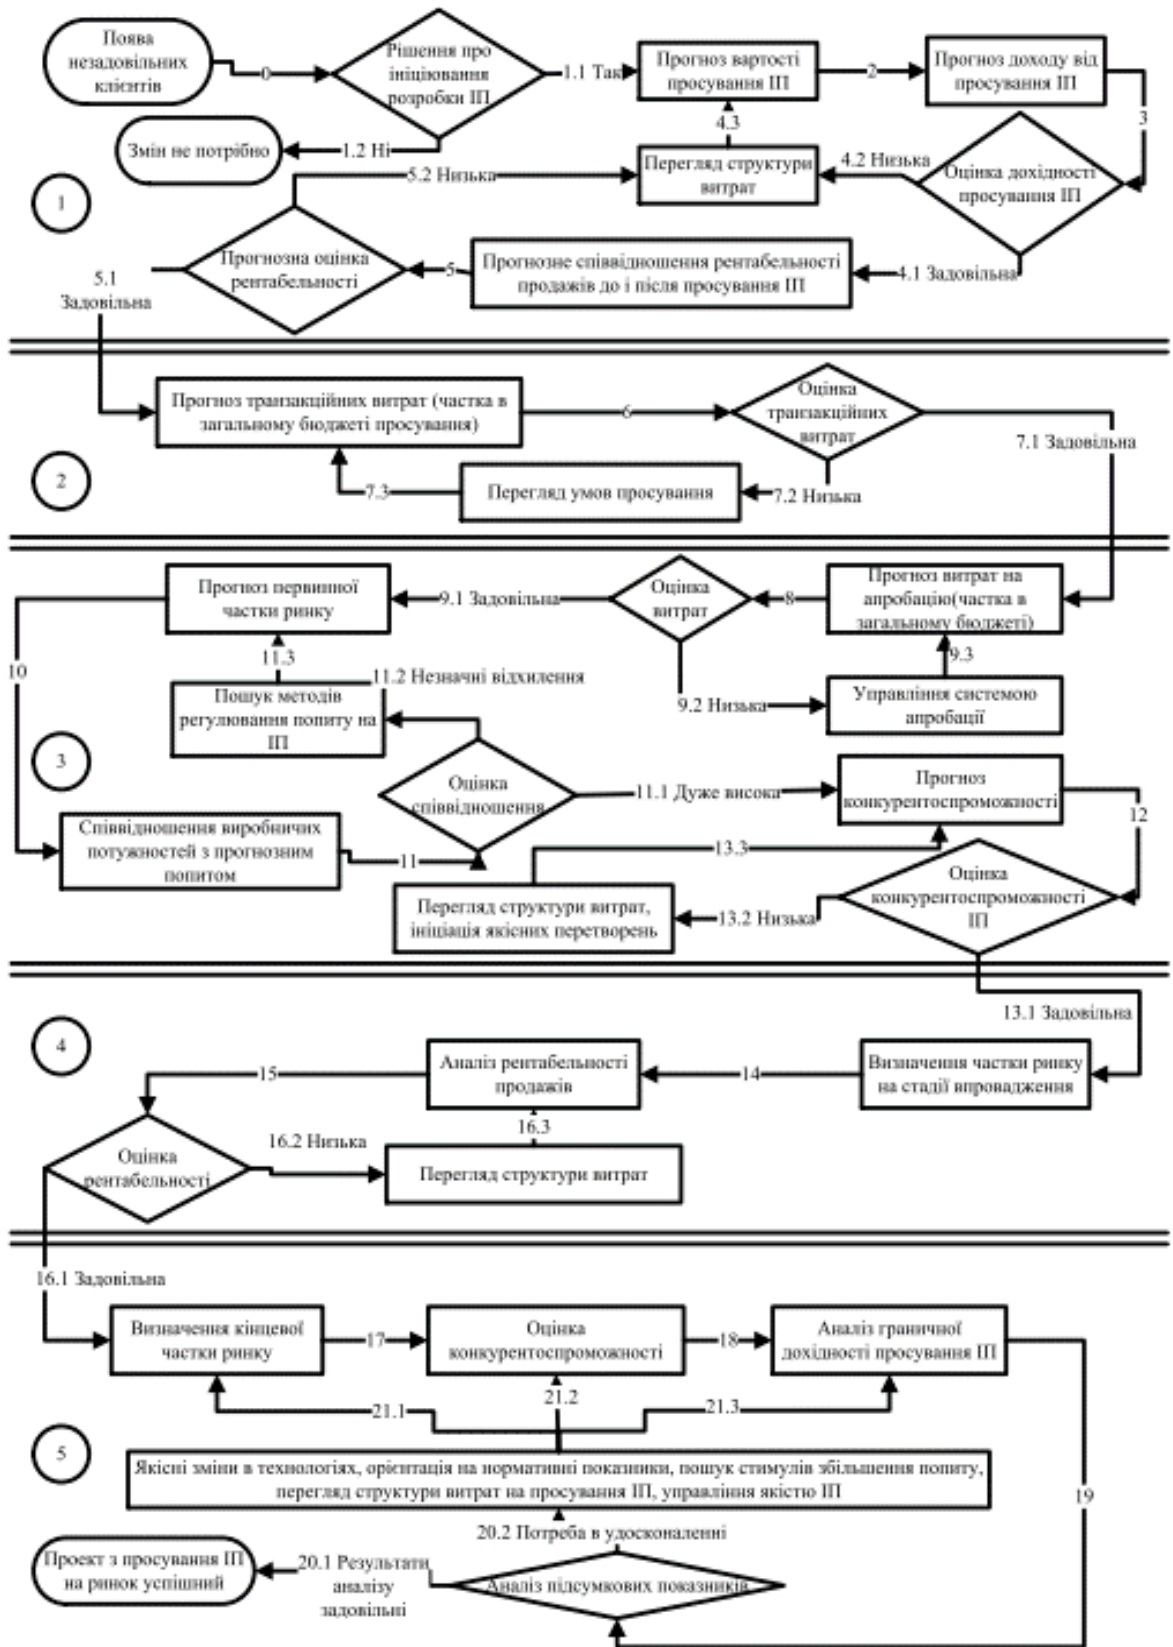 Поява
незадовільних
клієнтів
0
Рішення про
ініціювання
розробки ІП
1.1 Так
Прогноз вартості
просування ІП
2
Прогноз доходу від
просування ІП
3
Змін не потрібно
1.2 Ні
4.3
Перегляд структури
витрат
4.2 Низька
Оцінка дохідності
просування ІП
5.2 Низька
1
Прогнозна оцінка
рентабельності
5
Прогнозне співвідношення рентабельності
продажів до і після просування ІП
4.1 Задовільна
5.1
Задовільна
Прогноз транзакційних витрат (частка в
загальному бюджеті просування)
6
Оцінка
транзакційних
витрат
7.1 Задовільна
2
7.3
Перегляд умов просування
7.2 Низька
Прогноз первинної
частки ринку
9.1 Задовільна
Оцінка
витрат
8
Прогноз витрат на
апробацію(частка в
загальному бюджеті)
10
11.3
11.2 Незначні відхилення
9.3
Пошук методів
регулювання попиту на
ІП
9.2 Низька
Управління системою
апробації
3
Оцінка
співвідношення
11.1 Дуже висока
Прогноз
конкурентоспроможності
12
Співвідношення виробничих
потужностей з прогнозним
попитом
11
13.3
Перегляд структури витрат,
ініціація якісних перетворень
13.2 Низька
Оцінка
конкурентоспроможності
ІП
13.1 Задовільна
4
15
Аналіз рентабельності
продажів
14
Визначення частки ринку
на стадії впровадження
16.3
Оцінка
рентабельності
16.2 Низька
Перегляд структури витрат
16.1 Задовільна
Визначення кінцевої
частки ринку
17
Оцінка
конкурентоспроможності
18
Аналіз граничної
дохідності просування ІП
21.1
21.2
21.3
5
Якісні зміни в технологіях, орієнтація на нормативні показники, пошук стимулів збільшення попиту,
перегляд структури витрат на просування ІП, управління якістю ІП
19
20.2 Потреба в удосконаленні
Проект з просування ІП
на ринок успішний
20.1 Результати
аналізу
задовільні
Аналіз підсумкових показників